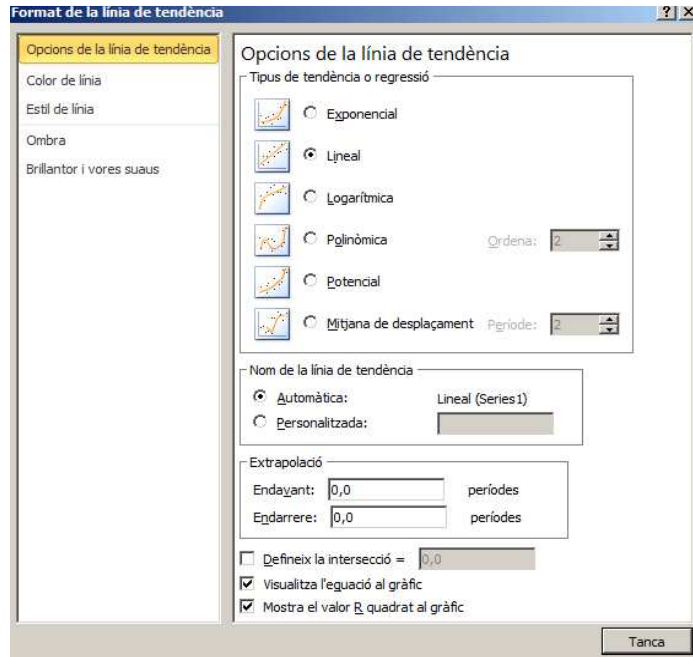 Format de la línia de tendència
Opcions de la línia de tendència
Color de línia
Estil de línia
Ombra
Brillantor i vores suaus
Opcions de la línia de tendència
Tipus de tendència o regressió
Exponencial
Lineal
Logarítmica
Polinòmica Ordena: 2
Potencial
Mitjana de desplaçament Període: 2
Nom de la línia de tendència
Automàtica: Lineal (Series1)
Personalitzada:
Extrapolació
Endavant: 0,0 períodes
Endarrere: 0,0 períodes
Defineix la intersecció = 0,0
Visualitza l'equació al gràfic
Mostra el valor R quadrat al gràfic
Tanca